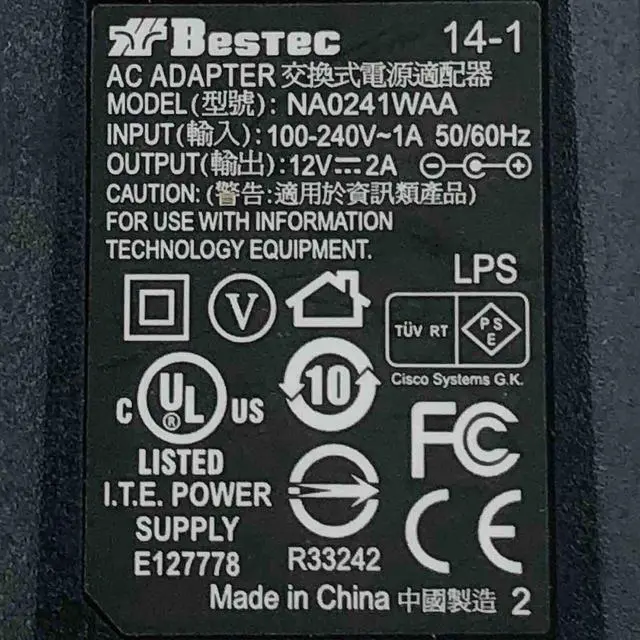 BESTEC 14-1
AC ADAPTER 交換式電源適配器
MODEL(型號): NA0241WAA
INPUT(輸入):100-240V~1A 50/60Hz
OUTPUT(輸出):12V⎓2A
CAUTION: (警告:適用於資訊類產品)
FOR USE WITH INFORMATION
TECHNOLOGY EQUIPMENT.
LPS
V
TÜV RT PSE
Cisco Systems G.K.
10
C UL® US
LISTED
I.T.E. POWER
SUPPLY
E127778
FC
CE
R33242
Made in China 中國製造 2